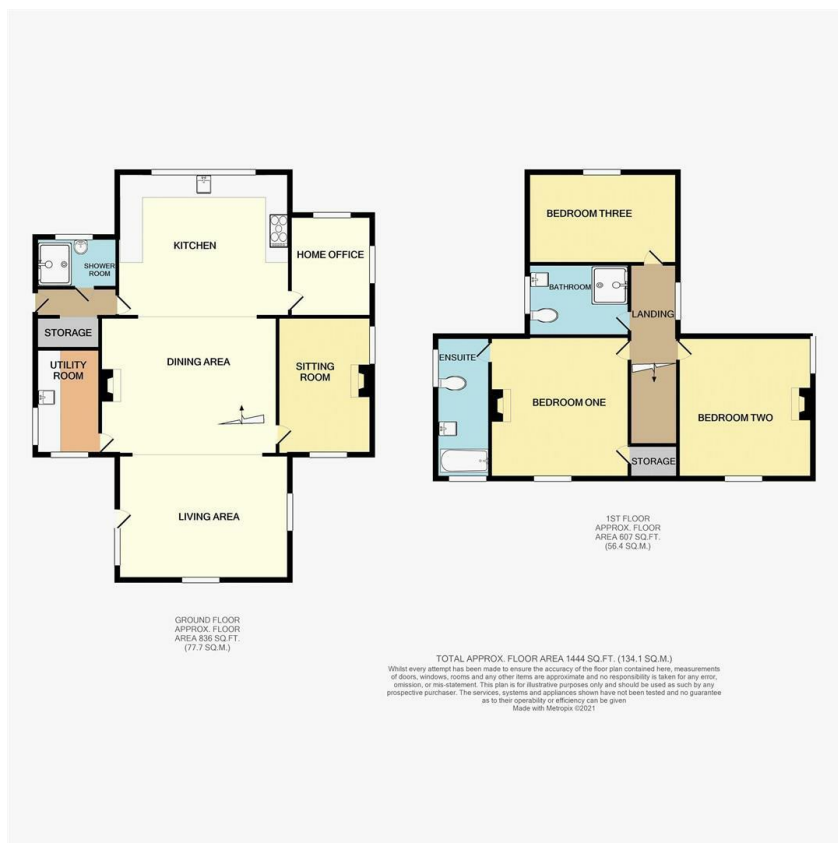 KITCHEN
HOME OFFICE
SHOWER
ROOM
STORAGE
UTILITY
ROOM
DINING AREA
SITTING
ROOM
LIVING AREA
GROUND FLOOR
APPROX. FLOOR
AREA 836 SQ.FT.
(77.7 SQ.M.)
BEDROOM THREE
BATHROOM
LANDING
ENSUITE
BEDROOM ONE
BEDROOM TWO
STORAGE
1ST FLOOR
APPROX. FLOOR
AREA 607 SQ.FT.
(56.4 SQ.M.)
TOTAL APPROX. FLOOR AREA 1444 SQ.FT. (134.1 SQ.M.)
Whilst every attempt has been made to ensure the accuracy of the floor plan contained here, measurements
of doors, windows, rooms and any other items are approximate and no responsibility is taken for any error,
omission, or mis-statement. This plan is for illustrative purposes only and should be used as such by any
prospective purchaser. The services, systems and appliances shown have not been tested and no guarantee
as to their operability or efficiency can be given
Made with Metropix ©2021